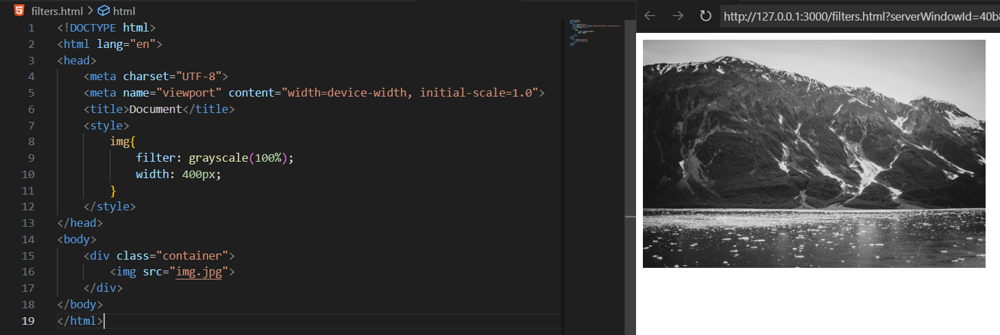 filters.html > html
1 <!DOCTYPE html>
2 <html lang="en">
3 <head>
4     <meta charset="UTF-8">
5     <meta name="viewport" content="width=device-width, initial-scale=1.0">
6     <title>Document</title>
7     <style>
8         img{
9             filter: grayscale(100%);
10             width: 400px;
11         }
12     </style>
13 </head>
14 <body>
15     <div class="container">
16         <img src="img.jpg">
17     </div>
18 </body>
19 </html>
http://127.0.0.1:3000/filters.html?serverWindowId=40b8